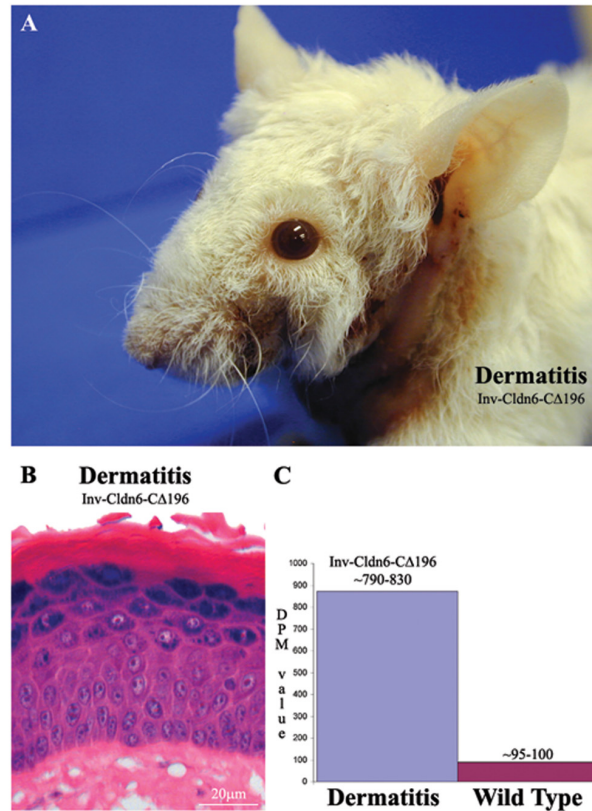 A
Dermatitis
Inv-Cldn6-CΔ196
B
Dermatitis
Inv-Cldn6-CΔ196
20μm
C
Inv-Cldn6-CΔ196
~790-830
DPM value
1000
900
800
700
600
500
400
300
200
100
0
~95-100
Dermatitis
Wild Type